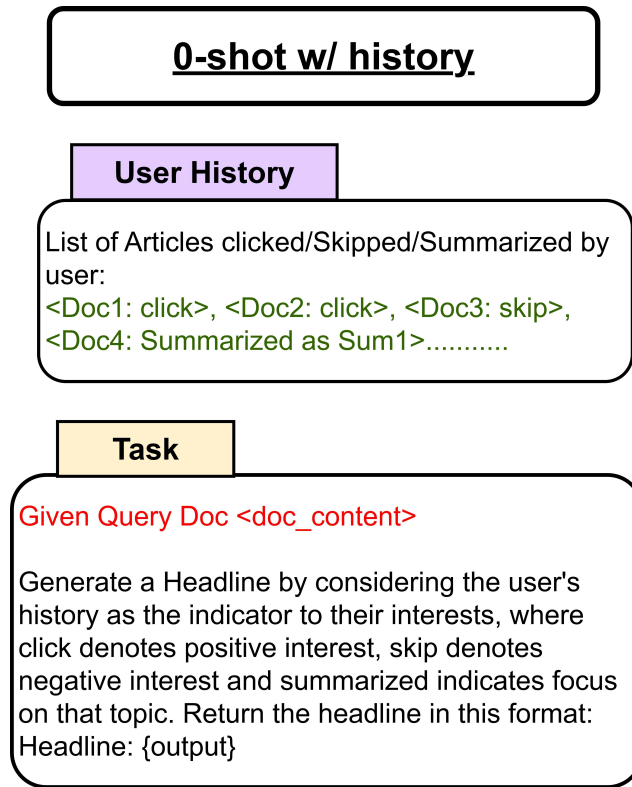 0-shot w/ history
User History
List of Articles clicked/Skipped/Summarized by
user:
<Doc1: click>, <Doc2: click>, <Doc3: skip>,
<Doc4: Summarized as Sum1>...........
Task
Given Query Doc <doc_content>
Generate a Headline by considering the user's
history as the indicator to their interests, where
click denotes positive interest, skip denotes
negative interest and summarized indicates focus
on that topic. Return the headline in this format:
Headline: {output}